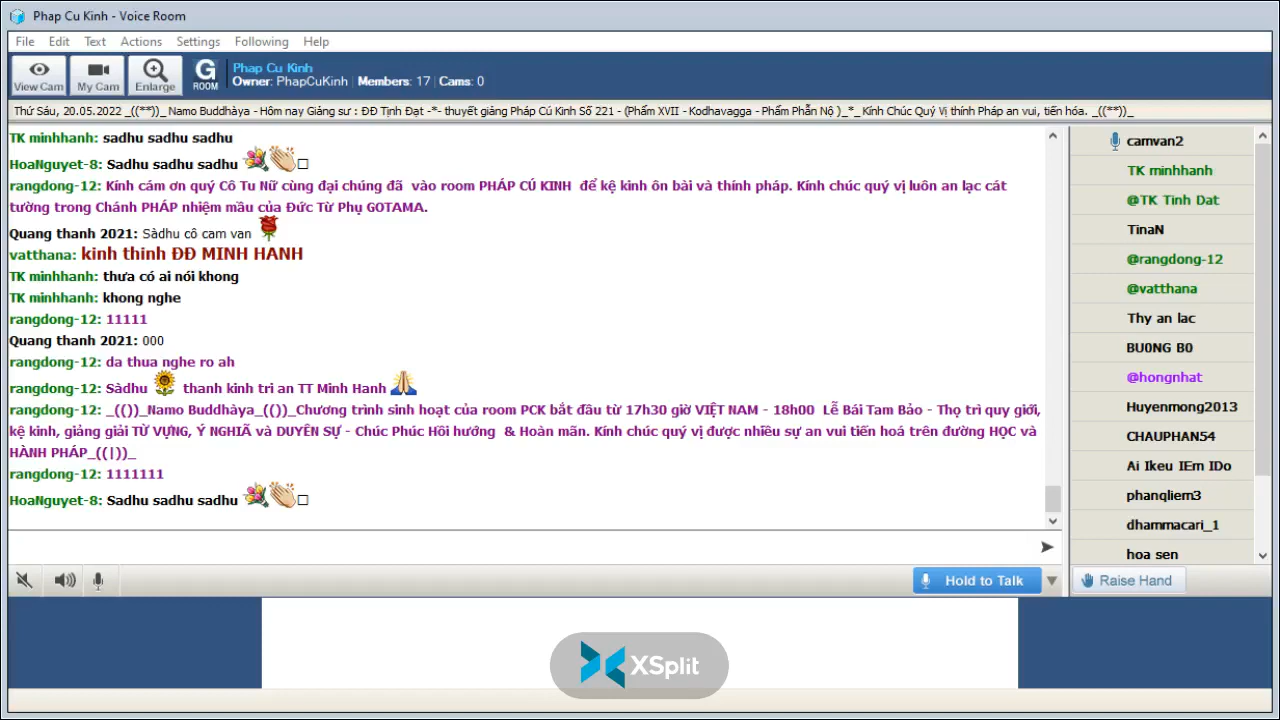 Phap Cu Kinh - Voice Room
File Edit Text Actions Settings Following Help
View Cam My Cam Enlarge G ROOM
Phap Cu Kinh
Owner: PhapCuKinh | Members: 17 | Cams: 0
Thứ Sáu, 20.05.2022 _((**))_ Namo Buddhàya - Hôm nay Giảng sư : ĐĐ Tịnh Đạt -*- thuyết giảng Pháp Cú Kinh Số 221 - (Phẩm XVII - Kodhavagga - Phẩm Phẫn Nộ )_*_ Kính Chúc Quý Vị thính Pháp an vui, tiến hóa. _((**))_
TK minhhanh: sadhu sadhu sadhu
HoaNguyet-8: Sadhu sadhu sadhu
rangdong-12: Kính cám ơn quý Cô Tu Nữ cùng đại chúng đã vào room PHÁP CÚ KINH để kệ kinh ôn bài và thính pháp. Kính chúc quý vị luôn an lạc cát
tường trong Chánh PHÁP nhiệm mầu của Đức Từ Phụ GOTAMA.
Quang thanh 2021: Sàdhu cô cam van
vatthana: kinh thinh ĐĐ MINH HANH
TK minhhanh: thưa có ai nói khong
TK minhhanh: khong nghe
rangdong-12: 11111
Quang thanh 2021: 000
rangdong-12: da thua nghe ro ah
rangdong-12: Sàdhu thanh kinh tri an TT Minh Hanh
rangdong-12: _(())_Namo Buddhàya_(())_Chương trình sinh hoạt của room PCK bắt đầu từ 17h30 giờ VIỆT NAM - 18h00 Lễ Bái Tam Bảo - Thọ trì quy giới,
kệ kinh, giảng giải TỪ VỰNG, Ý NGHIÃ và DUYÊN SỰ - Chúc Phúc Hồi hướng & Hoàn mãn. Kính chúc quý vị được nhiều sự an vui tiến hoá trên đường HỌC và
HÀNH PHÁP_((|))_
rangdong-12: 1111111
HoaNguyet-8: Sadhu sadhu sadhu
camvan2
TK minhhanh
@TK Tinh Dat
TinaN
@rangdong-12
@vatthana
Thy an lac
BU0NG B0
@hongnhat
Huyenmong2013
CHAUPHAN54
Ai Ikeu IEm IDo
phanqliem3
dhammacari_1
hoa sen
Hold to Talk
Raise Hand
XSplit